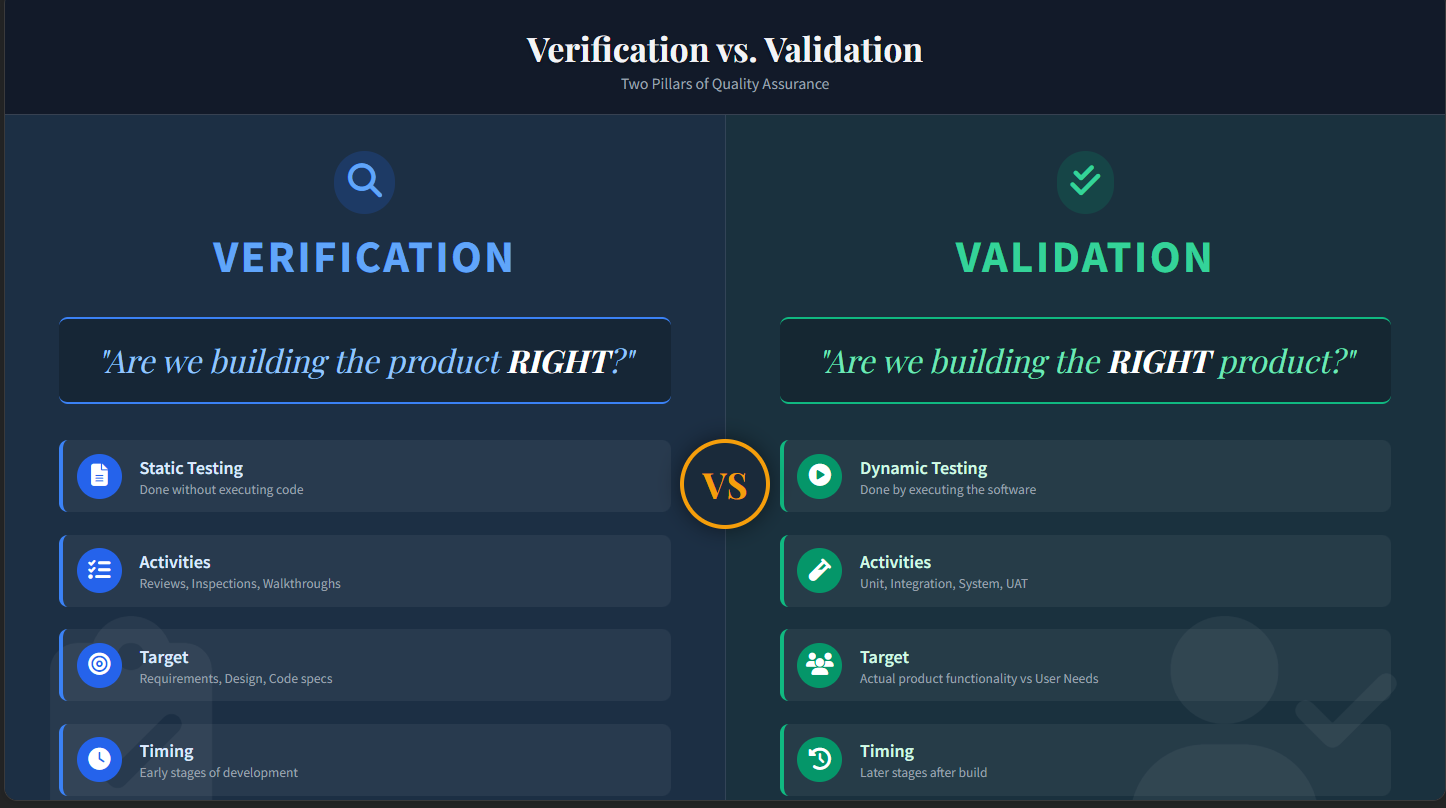 Verification vs. Validation
Two Pillars of Quality Assurance
VERIFICATION
"Are we building the product RIGHT?"
Static Testing
Done without executing code
Activities
Reviews, Inspections, Walkthroughs
Target
Requirements, Design, Code specs
Timing
Early stages of development
VS
VALIDATION
"Are we building the RIGHT product?"
Dynamic Testing
Done by executing the software
Activities
Unit, Integration, System, UAT
Target
Actual product functionality vs User Needs
Timing
Later stages after build